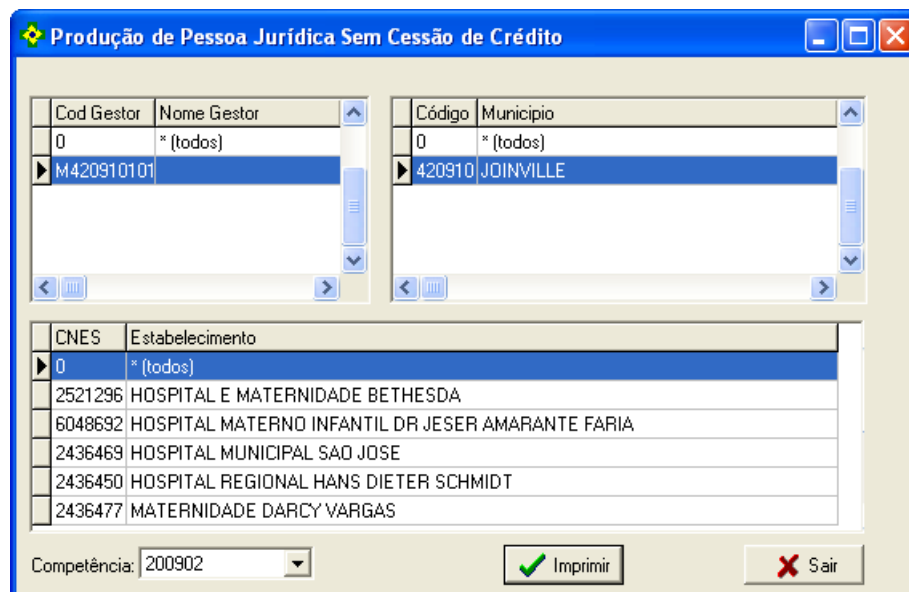 Produção de Pessoa Jurídica Sem Cessão de Crédito
Cod Gestor Nome Gestor
0 * (todos)
M420910101
Código Municipio
0 * (todos)
420910 JOINVILLE
CNES Estabelecimento
0 * (todos)
2521296 HOSPITAL E MATERNIDADE BETHESDA
6048692 HOSPITAL MATERNO INFANTIL DR JESER AMARANTE FARIA
2436469 HOSPITAL MUNICIPAL SAO JOSE
2436450 HOSPITAL REGIONAL HANS DIETER SCHMIDT
2436477 MATERNIDADE DARCY VARGAS
Competência: 200902 Imprimir Sair